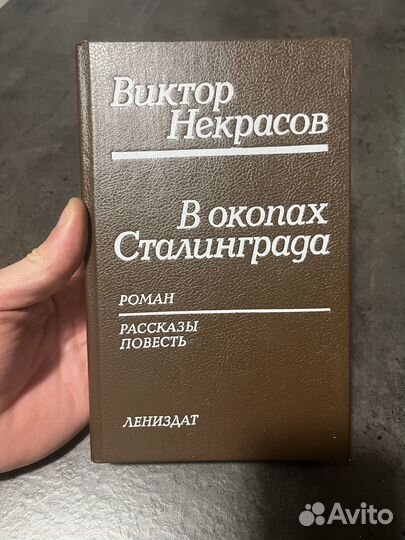 Виктор
Некрасов
В окопах
Сталинграда
РОМАН
РАССКАЗЫ
ПОВЕСТЬ
ЛЕНИЗДАТ
Avito